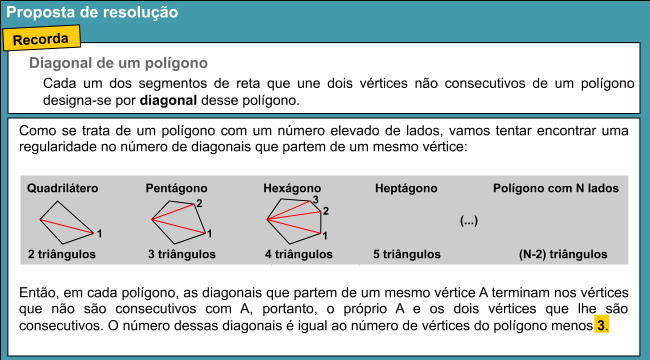 Proposta de resolução
Recorda
Diagonal de um polígono
Cada um dos segmentos de reta que une dois vértices não consecutivos de um polígono
designa-se por diagonal desse polígono.
Como se trata de um polígono com um número elevado de lados, vamos tentar encontrar uma
regularidade no número de diagonais que partem de um mesmo vértice:
Quadrilátero Pentágono Hexágono Heptágono Polígono com N lados
1 2 1 3 2 1 (...)
2 triângulos 3 triângulos 4 triângulos 5 triângulos (N-2) triângulos
Então, em cada polígono, as diagonais que partem de um mesmo vértice A terminam nos vértices
que não são consecutivos com A, portanto, o próprio A e os dois vértices que lhe são
consecutivos. O número dessas diagonais é igual ao número de vértices do polígono menos 3.